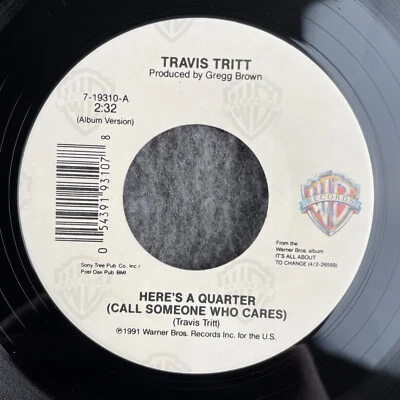 TRAVIS TRITT
Produced by Gregg Brown
7-19310-A
2:32
(Album Version)
0 54391 93107 8
WB
RECORDS
From the
Warner Bros. album
IT'S ALL ABOUT
TO CHANGE (4/2-26589)
Sony Tree Pub. Co., Inc./
Post Oak Pub. BMI
HERE'S A QUARTER
(CALL SOMEONE WHO CARES)
(Travis Tritt)
℗1991 Warner Bros. Records Inc. for the U.S.